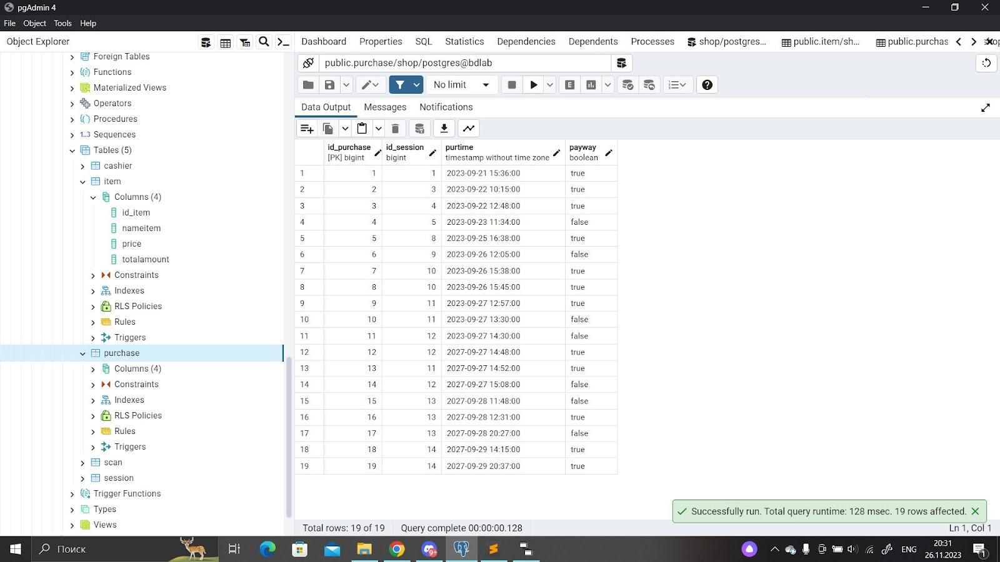 pgAdmin 4
File Object Tools Help
Object Explorer
Dashboard Properties SQL Statistics Dependencies Dependents Processes shop/postgres... public.item/sh... public.purchas
public.purchase/shop/postgres@bdlab
No limit
Data Output Messages Notifications
Foreign Tables
Functions
Materialized Views
Operators
Procedures
1..3 Sequences
Tables (5)
cashier
item
Columns (4)
id_item
nameitem
price
totalamount
Constraints
Indexes
RLS Policies
Rules
Triggers
purchase
Columns (4)
Constraints
Indexes
RLS Policies
Rules
Triggers
scan
session
Trigger Functions
Types
Views
id_purchase id_session purtime payway
[PK] bigint bigint timestamp without time zone boolean
1 1 1 2023-09-21 15:36:00 true
2 2 3 2023-09-22 10:15:00 true
3 3 4 2023-09-22 12:48:00 true
4 4 5 2023-09-23 11:34:00 false
5 5 8 2023-09-25 16:38:00 true
6 6 9 2023-09-26 12:05:00 false
7 7 10 2023-09-26 15:38:00 true
8 8 10 2023-09-26 15:45:00 true
9 9 11 2023-09-27 12:57:00 true
10 10 11 2023-09-27 13:30:00 false
11 11 12 2023-09-27 14:30:00 false
12 12 12 2027-09-27 14:48:00 true
13 13 11 2027-09-27 14:52:00 true
14 14 12 2027-09-27 15:08:00 false
15 15 13 2027-09-28 11:48:00 false
16 16 13 2027-09-28 12:31:00 true
17 17 13 2027-09-28 20:27:00 false
18 18 14 2027-09-29 14:15:00 true
19 19 14 2027-09-29 20:37:00 true
Successfully run. Total query runtime: 128 msec. 19 rows affected.
Total rows: 19 of 19 Query complete 00:00:00.128 Ln 1, Col 1
Поиск
9+
ENG
20:31
26.11.2023
1